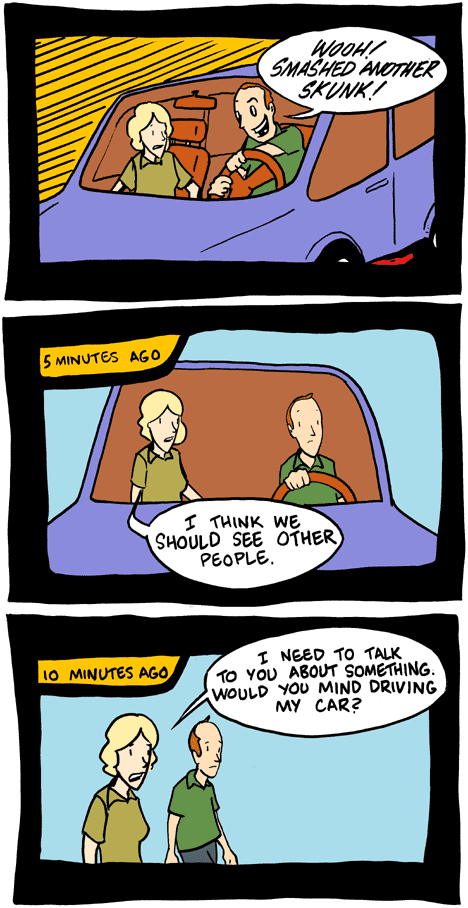 WOOH!
SMASHED ANOTHER
SKUNK!
5 MINUTES AGO
I THINK WE
SHOULD SEE OTHER
PEOPLE.
10 MINUTES AGO
I NEED TO TALK
TO YOU ABOUT SOMETHING.
WOULD YOU MIND DRIVING
MY CAR?